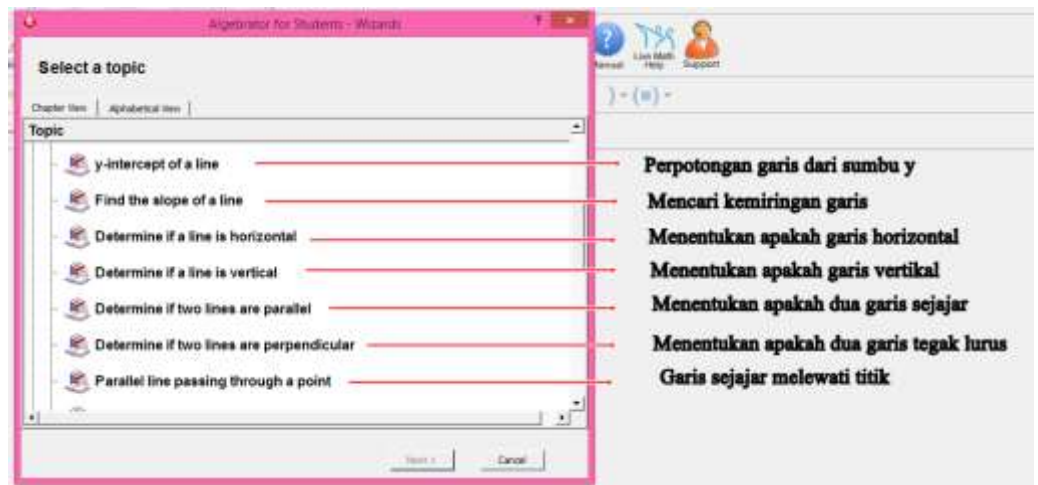 Algebrator for Students - Wizards
?
Select a topic
Chapter View
Alphabetical View
Topic
y-intercept of a line
Find the slope of a line
Determine if a line is horizontal
Determine if a line is vertical
Determine if two lines are parallel
Determine if two lines are perpendicular
Parallel line passing through a point
Next >
Cancel
?
Manual
Live Math Help
Support
Perpotongan garis dari sumbu y
Mencari kemiringan garis
Menentukan apakah garis horizontal
Menentukan apakah garis vertikal
Menentukan apakah dua garis sejajar
Menentukan apakah dua garis tegak lurus
Garis sejajar melewati titik